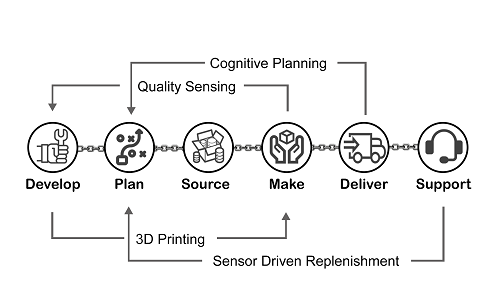 Cognitive Planning
Quality Sensing
Develop Plan Source Make Deliver Support
3D Printing
Sensor Driven Replenishment